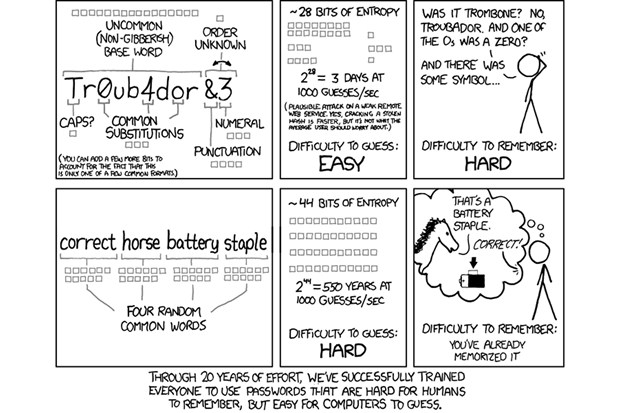 UNCOMMON
(NON-GIBBERISH)
BASE WORD
ORDER
UNKNOWN
Tr0ub4dor &3
CAPS?
COMMON
SUBSTITUTIONS
NUMERAL
PUNCTUATION
(YOU CAN ADD A FEW MORE BITS TO
ACCOUNT FOR THE FACT THAT THIS
IS ONLY ONE OF A FEW COMMON FORMATS.)
~28 BITS OF ENTROPY
2^28 = 3 DAYS AT
1000 GUESSES/SEC
(PLAUSIBLE ATTACK ON A WEAK REMOTE
WEB SERVICE. YES, CRACKING A STOLEN
HASH IS FASTER, BUT IT'S NOT WHAT THE
AVERAGE USER SHOULD WORRY ABOUT.)
DIFFICULTY TO GUESS:
EASY
WAS IT TROMBONE? NO,
TROUBADOR. AND ONE OF
THE Os WAS A ZERO?
AND THERE WAS
SOME SYMBOL...
DIFFICULTY TO REMEMBER:
HARD
correct horse battery staple
FOUR RANDOM
COMMON WORDS
~44 BITS OF ENTROPY
2^44 = 550 YEARS AT
1000 GUESSES/SEC
DIFFICULTY TO GUESS:
HARD
THAT'S A
BATTERY
STAPLE.
CORRECT!
DIFFICULTY TO REMEMBER:
YOU'VE ALREADY
MEMORIZED IT
THROUGH 20 YEARS OF EFFORT, WE'VE SUCCESSFULLY TRAINED
EVERYONE TO USE PASSWORDS THAT ARE HARD FOR HUMANS
TO REMEMBER, BUT EASY FOR COMPUTERS TO GUESS.